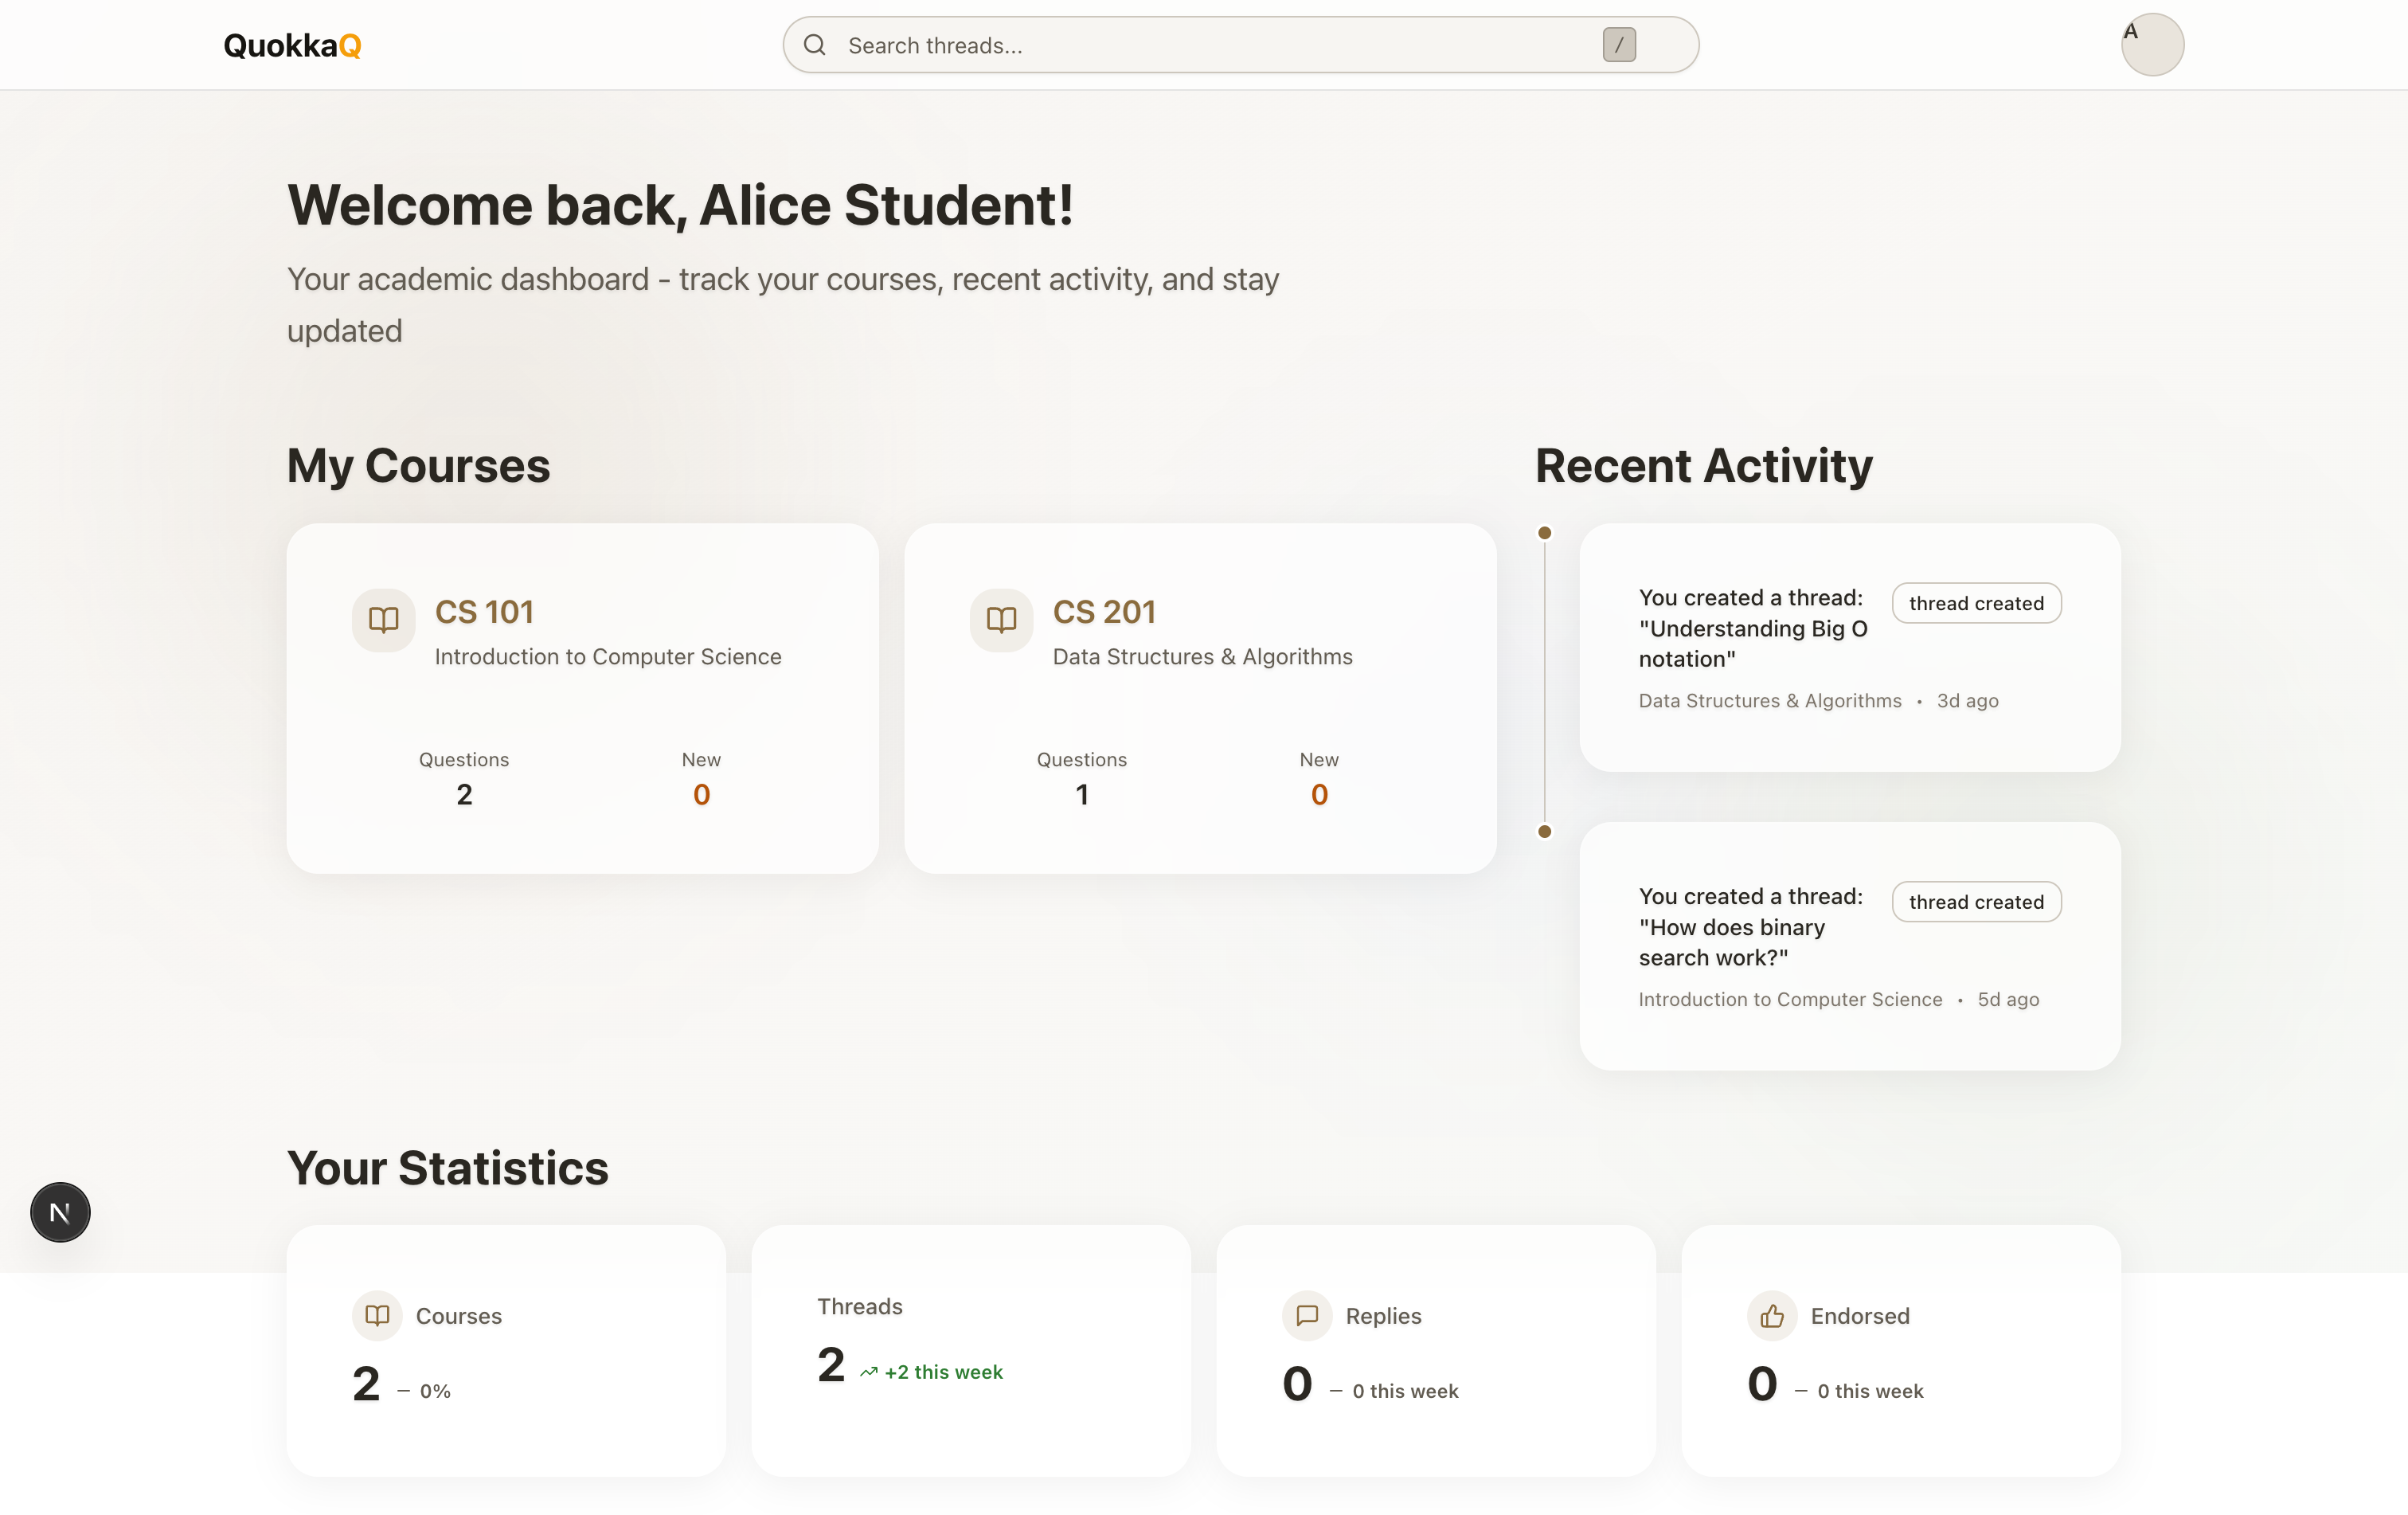 QuokkaQ
Search threads...
/
A
Welcome back, Alice Student!
Your academic dashboard - track your courses, recent activity, and stay
updated
My Courses
CS 101
Introduction to Computer Science
Questions
2
New
0
CS 201
Data Structures & Algorithms
Questions
1
New
0
Recent Activity
You created a thread:
"Understanding Big O
notation"
thread created
Data Structures & Algorithms • 3d ago
You created a thread:
"How does binary
search work?"
thread created
Introduction to Computer Science • 5d ago
Your Statistics
N
Courses
2 – 0%
Threads
2 +2 this week
Replies
0 – 0 this week
Endorsed
0 – 0 this week